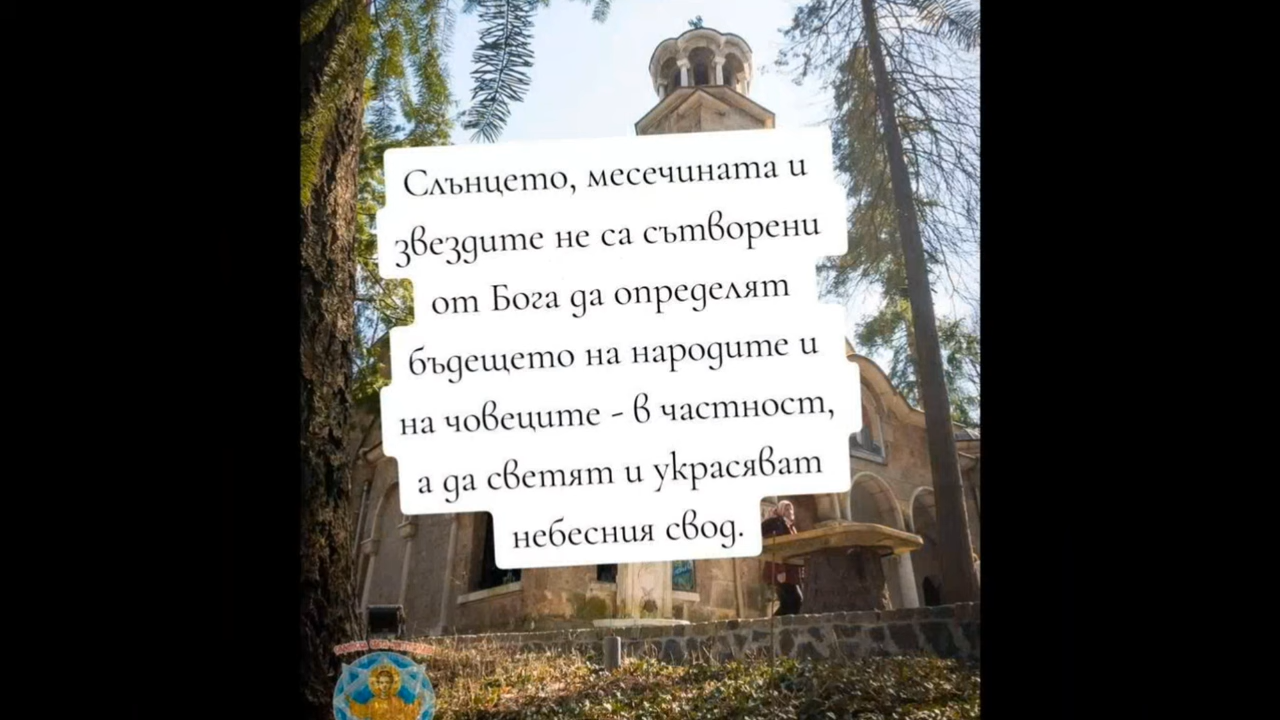 Слънцето, месечината и
звездите не са сътворени
от Бога да определят
бъдещето на народите и
на човеците - в частност,
а да светят и украсяват
небесния свод.